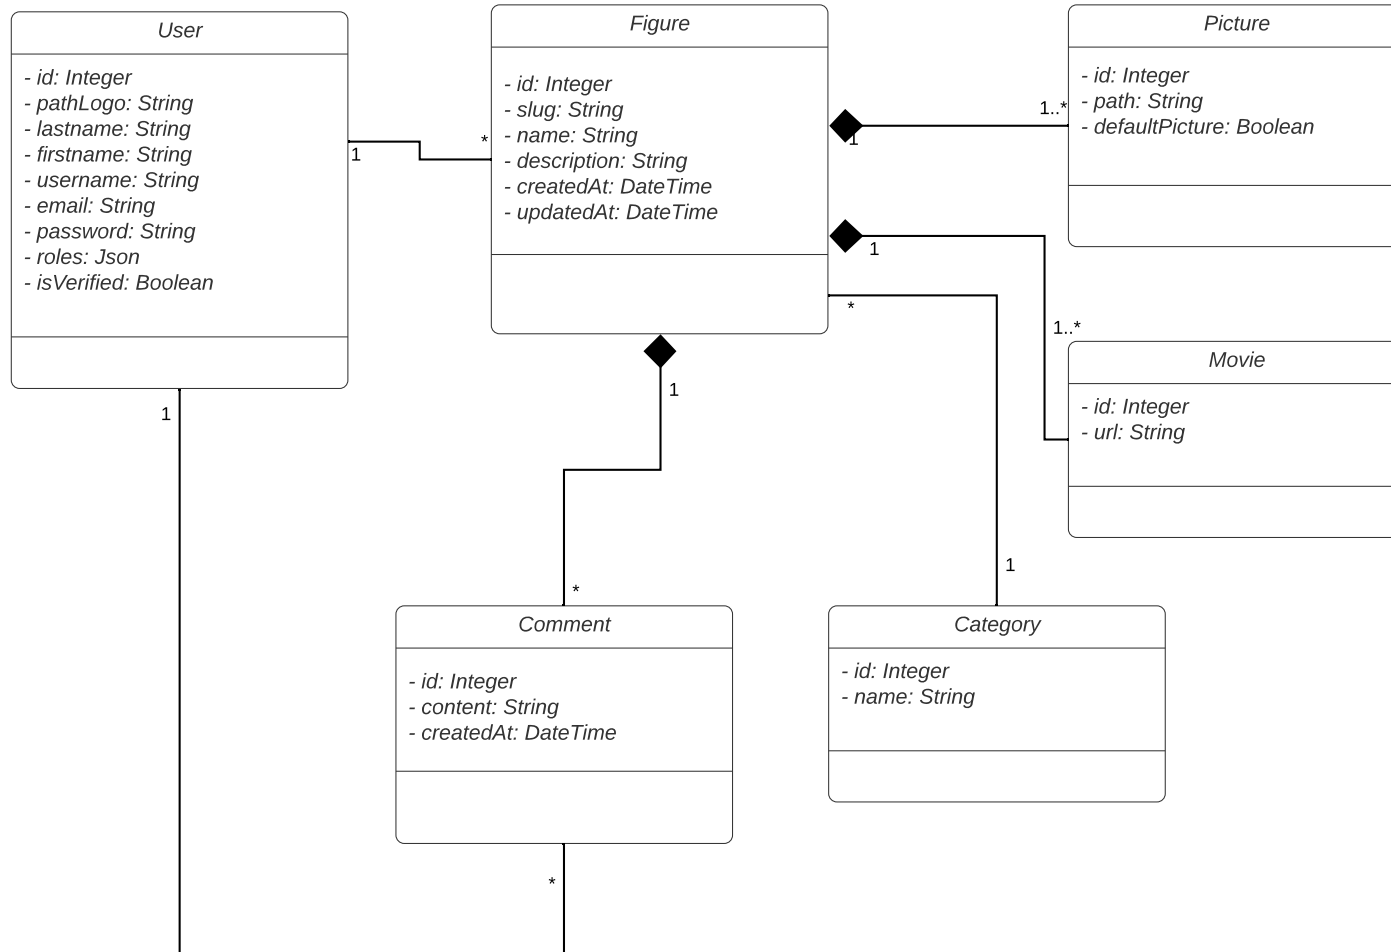 User
- id: Integer
- pathLogo: String
- lastname: String
- firstname: String
- username: String
- email: String
- password: String
- roles: Json
- isVerified: Boolean
1
1
*
Figure
- id: Integer
- slug: String
- name: String
- description: String
- createdAt: DateTime
- updatedAt: DateTime
1
1..*
1
1..*
*
1
1
*
Picture
- id: Integer
- path: String
- defaultPicture: Boolean
Movie
- id: Integer
- url: String
Comment
- id: Integer
- content: String
- createdAt: DateTime
*
Category
- id: Integer
- name: String